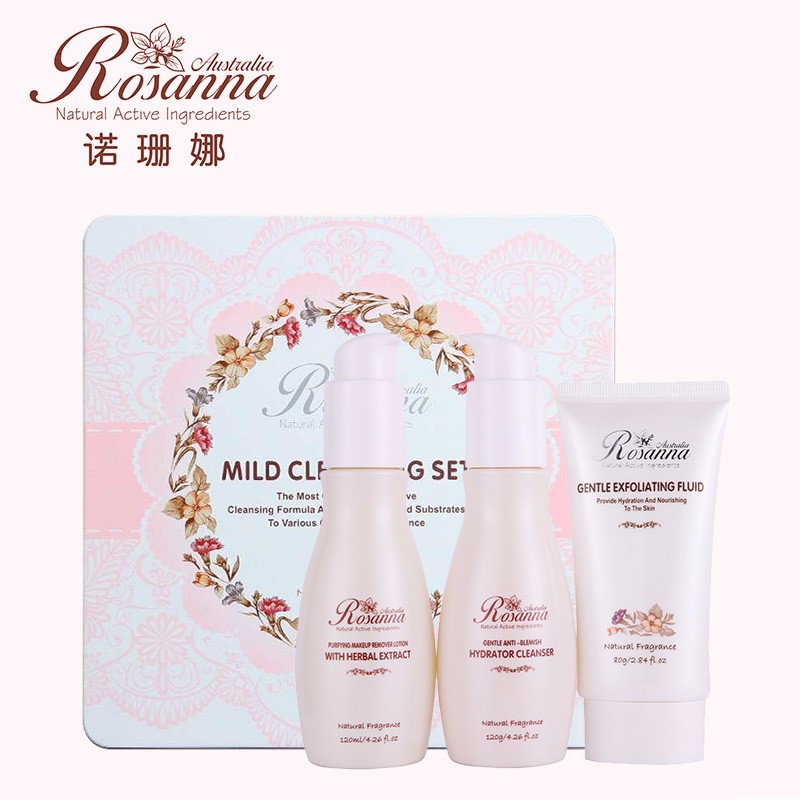 Australia
Rosanna
Natural Active Ingredients
诺珊娜
Australia
Rosanna
Natural
MILD CLE G SET
The Most
Cleansing Formula Substrates
To Various
Australia
Rosanna
Natural Active Ingredients
PURIFYING MAKEUP REMOVER LOTION
WITH HERBAL EXTRACT
Natural Fragrance
120ml/4.26 fl.oz
Australia
Rosanna
Natural Active Ingredients
GENTLE ANTI-BLEMISH
HYDRATOR CLEANSER
Natural Fragrance
120g/4.26 fl.oz
Australia
Rosanna
Natural Active Ingredients
GENTLE EXFOLIATING FLUID
Provide Hydration And Nourishing
To The Skin
Natural Fragrance
80g/2.84 fl.oz